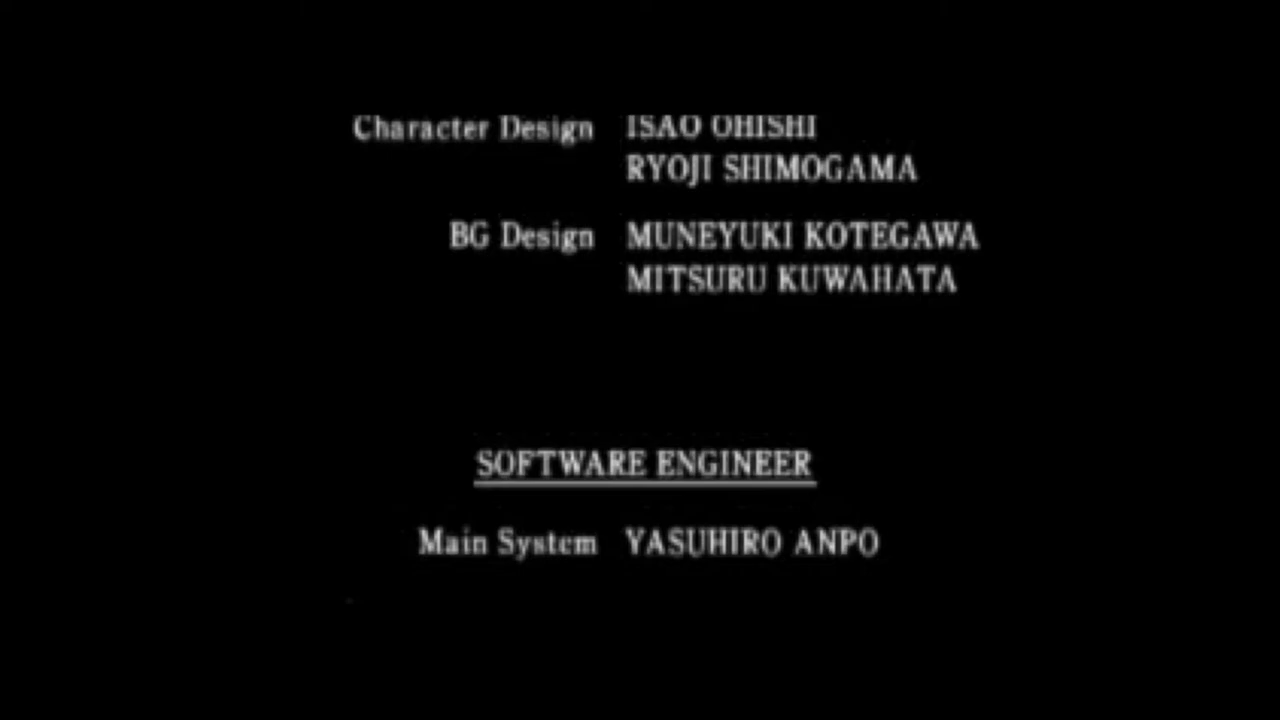 Character Design ISAO OHISHI
RYOJI SHIMOGAMA
BG Design MUNEYUKI KOTEGAWA
MITSURU KUWAHATA
SOFTWARE ENGINEER
Main System YASUHIRO ANPO